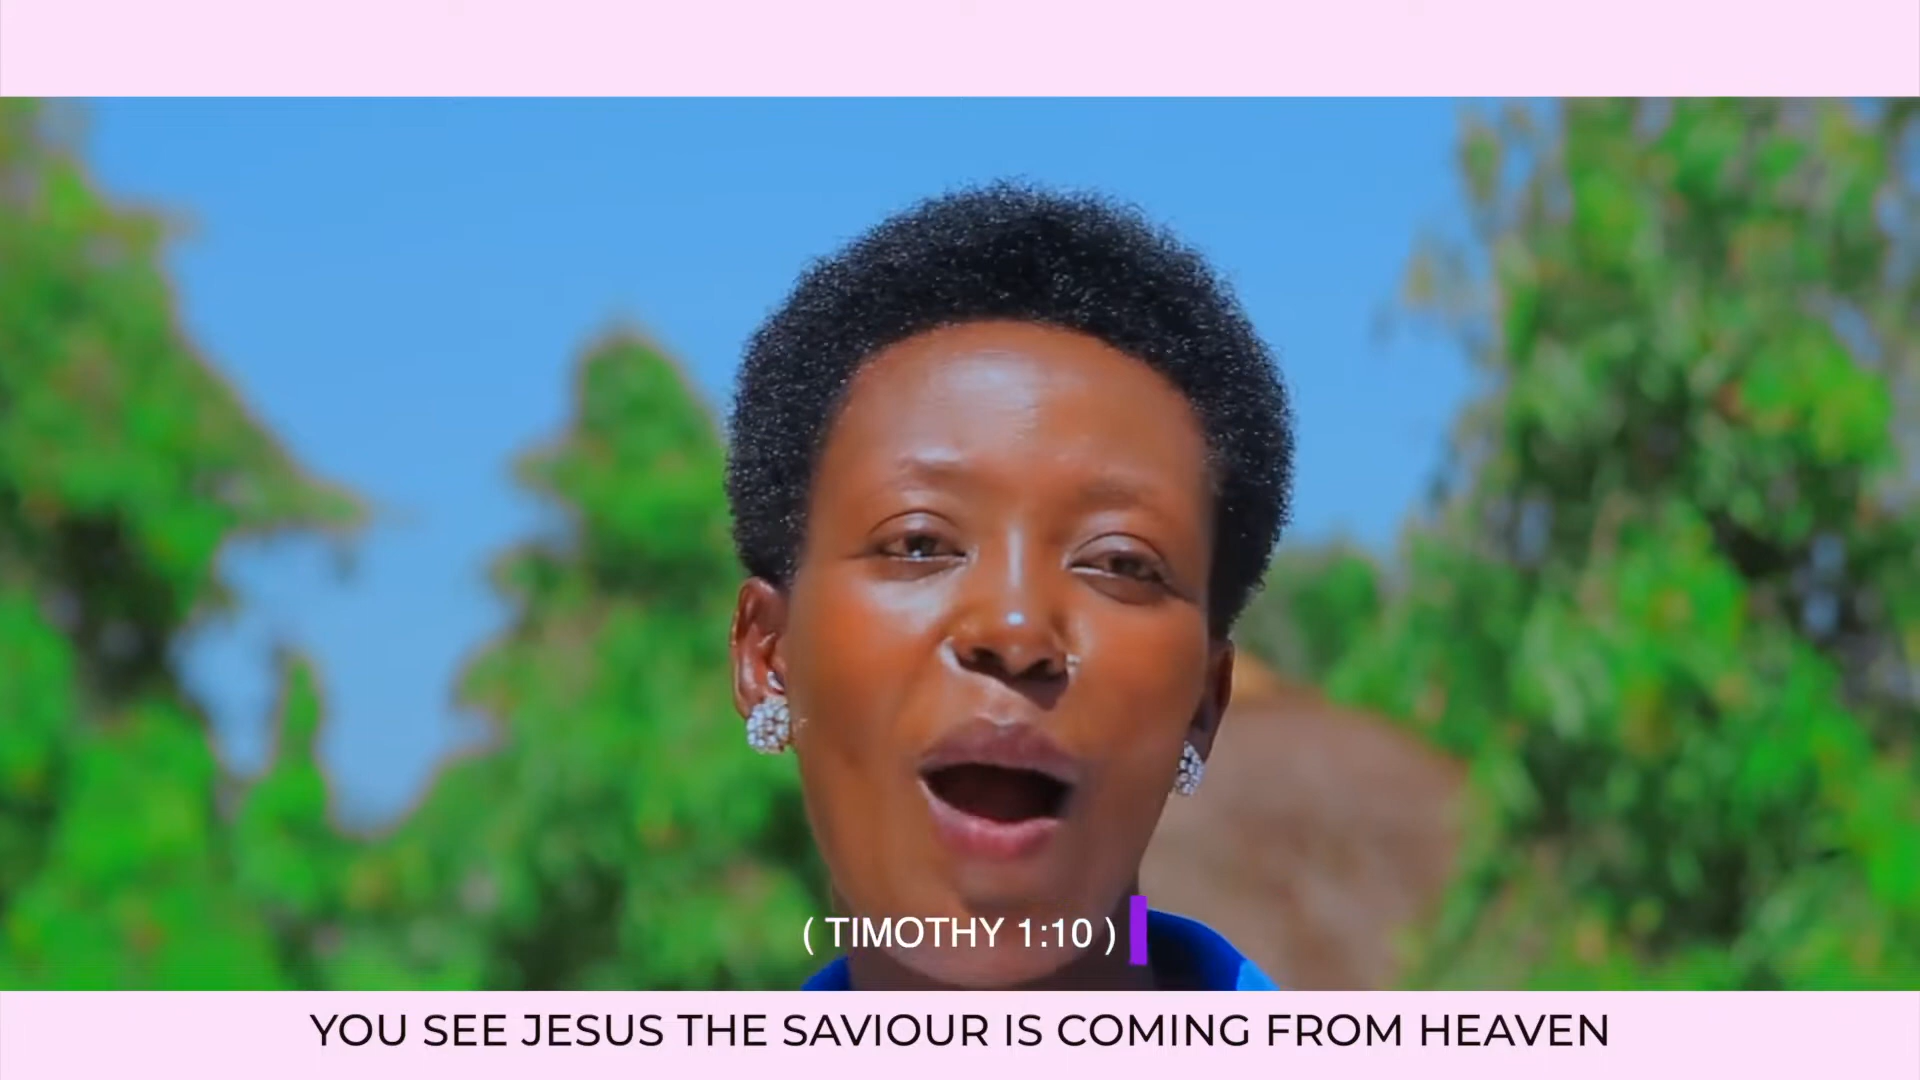 ( TIMOTHY 1:10 )
YOU SEE JESUS THE SAVIOUR IS COMING FROM HEAVEN